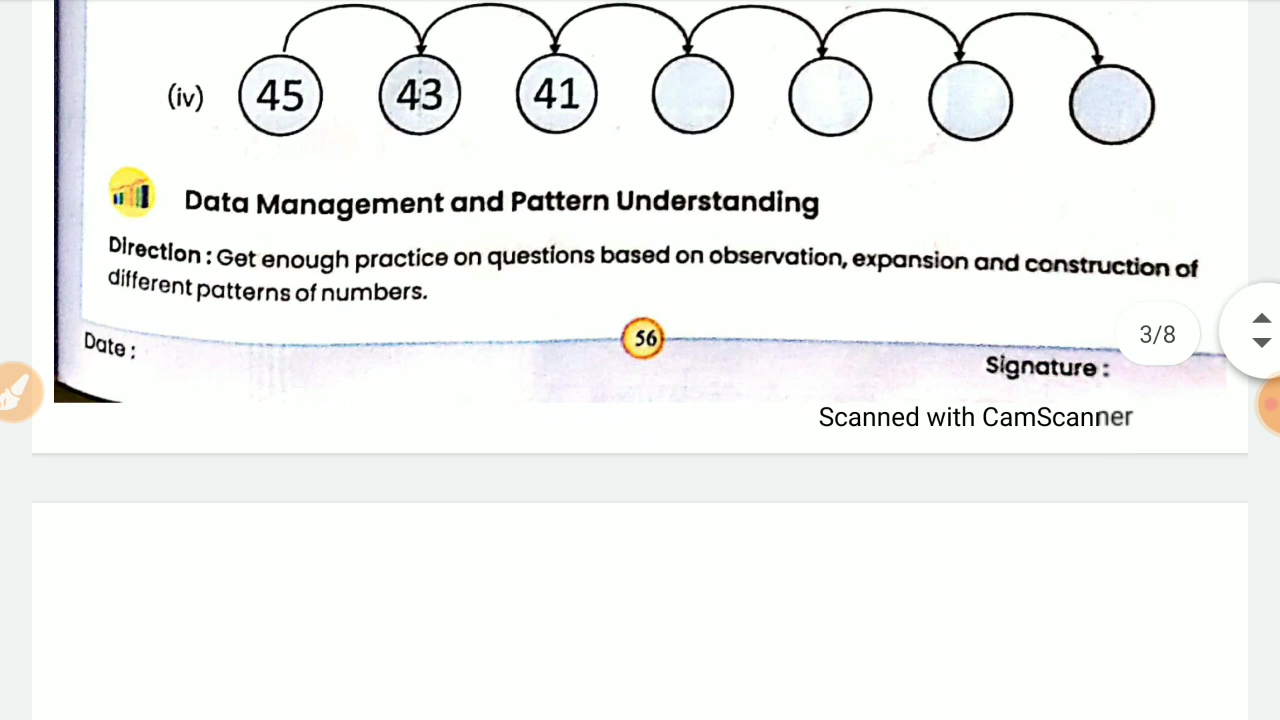 (iv) 45 43 41
Data Management and Pattern Understanding
Direction : Get enough practice on questions based on observation, expansion and construction of
different patterns of numbers.
56
Date :
3/8
Signature :
Scanned with CamScanner